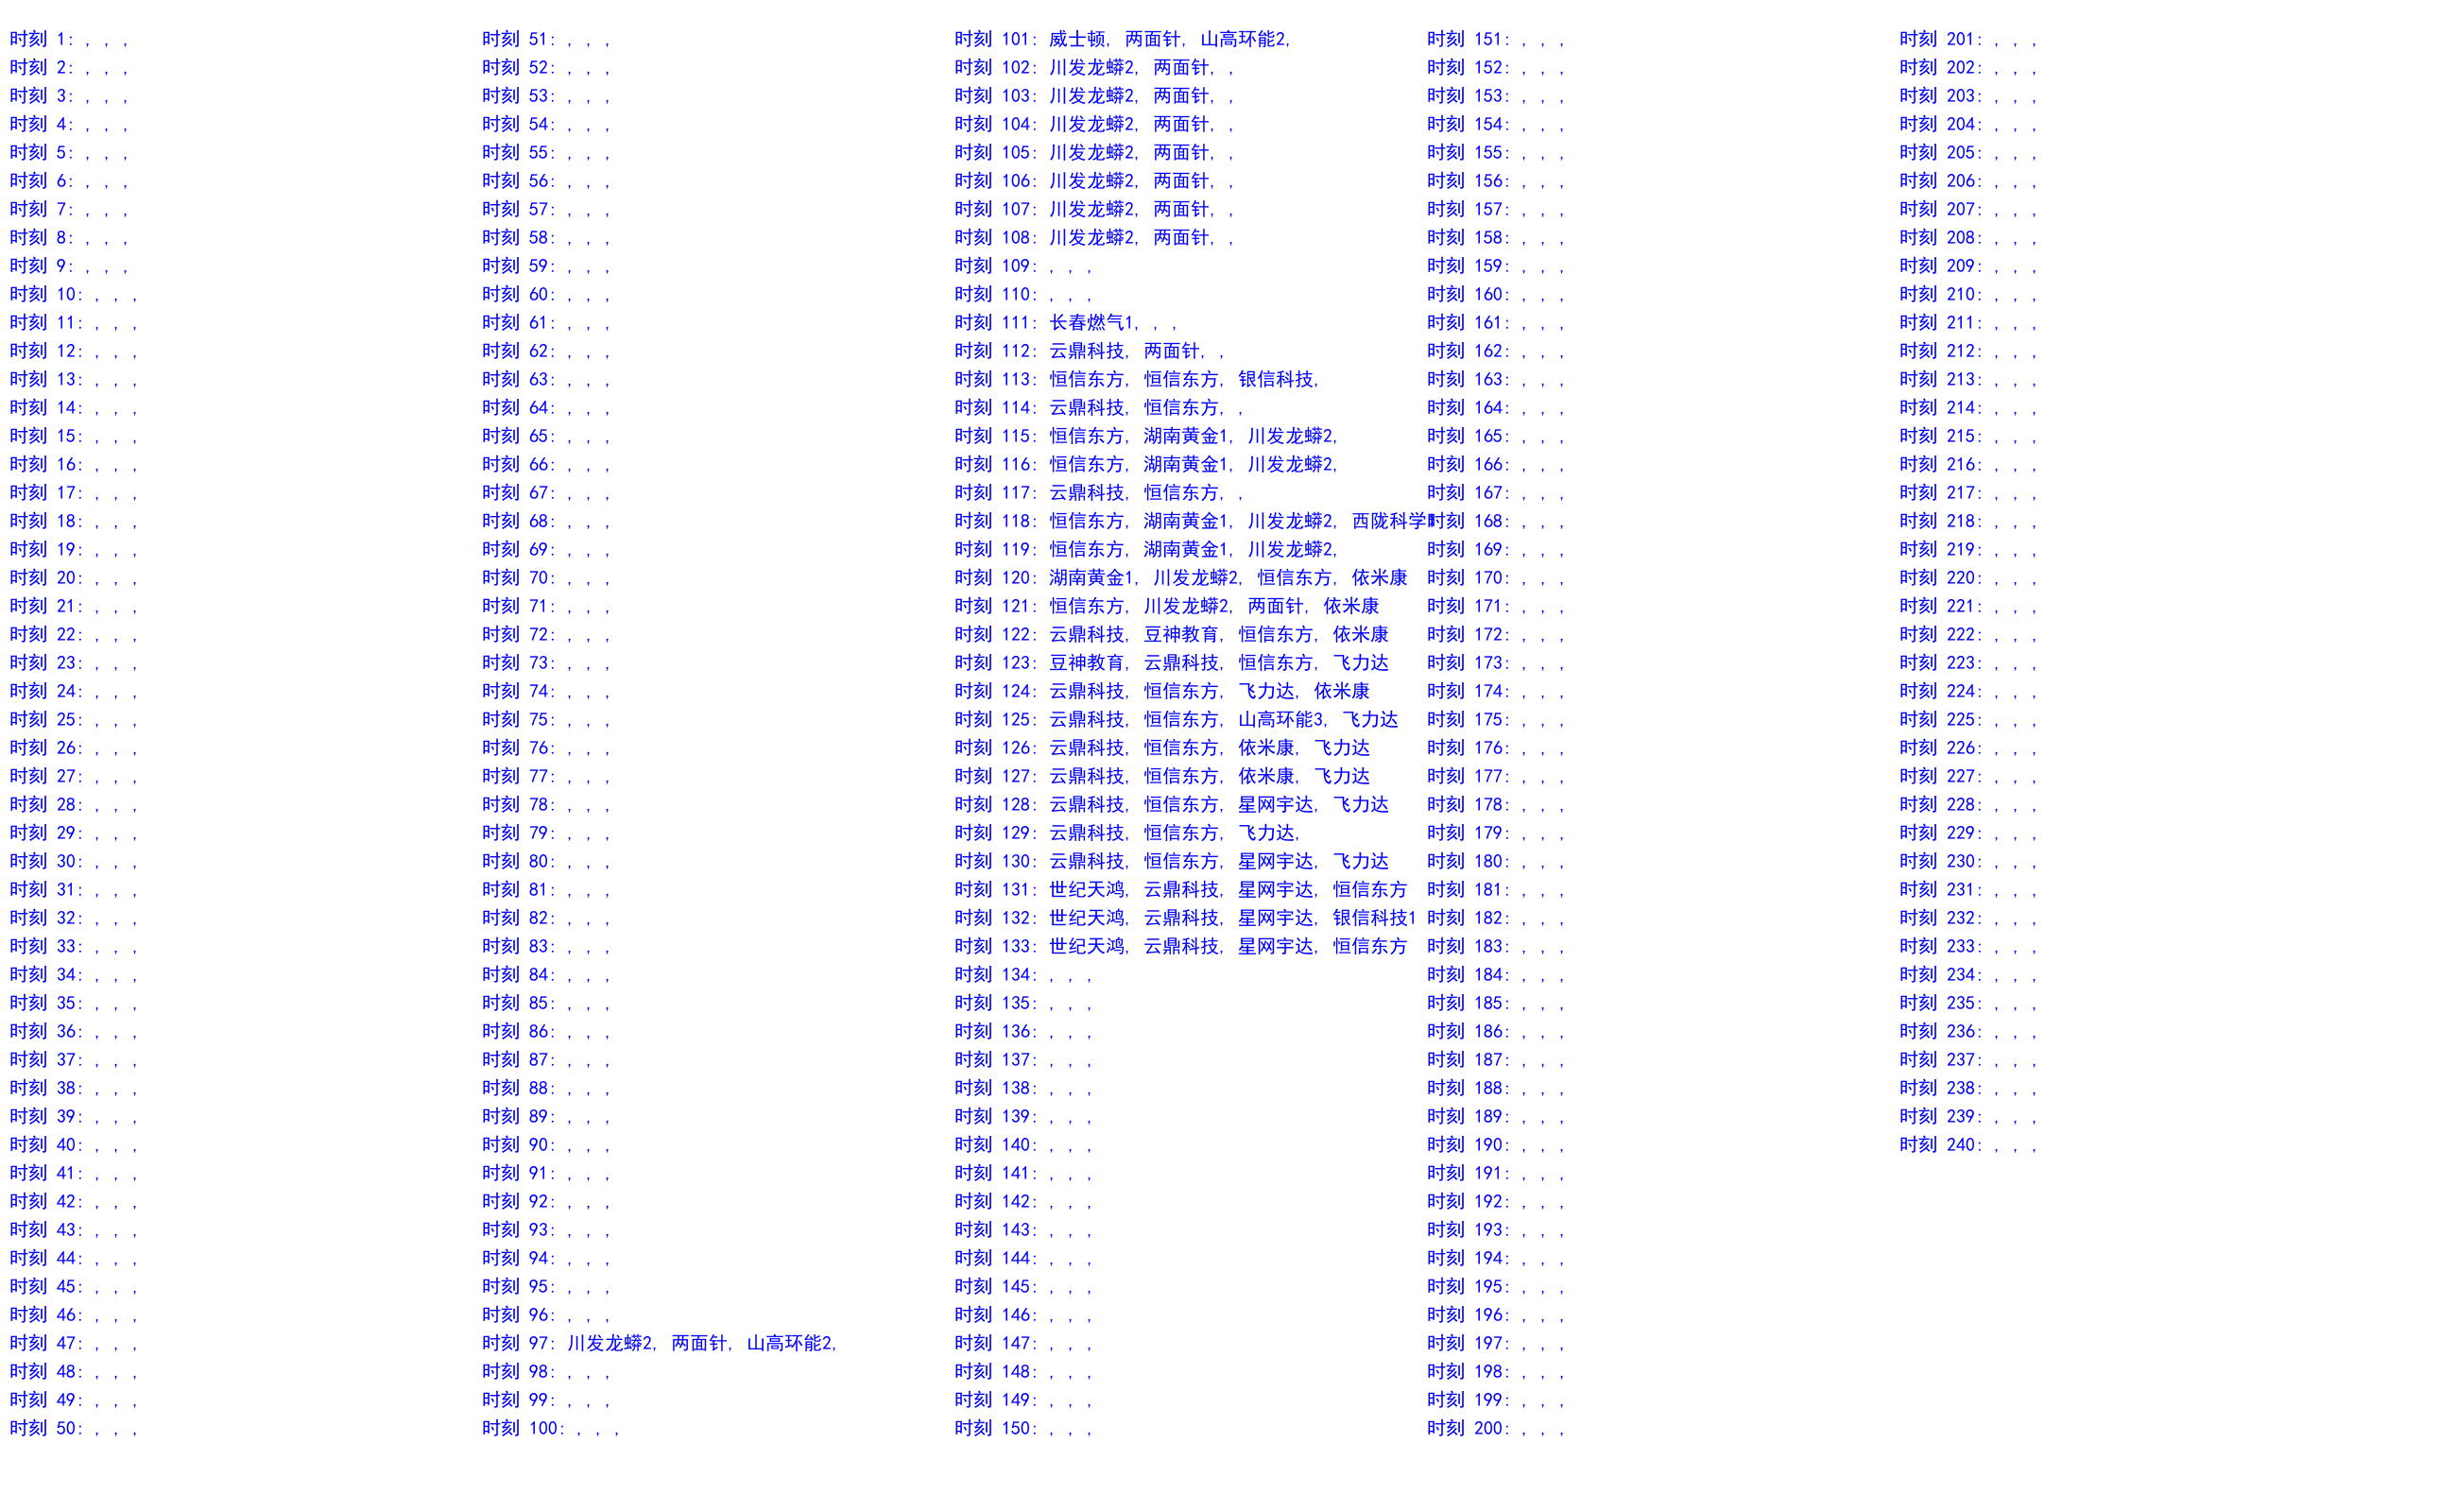 时刻 1: , , ,
时刻 2: , , ,
时刻 3: , , ,
时刻 4: , , ,
时刻 5: , , ,
时刻 6: , , ,
时刻 7: , , ,
时刻 8: , , ,
时刻 9: , , ,
时刻 10: , , ,
时刻 11: , , ,
时刻 12: , , ,
时刻 13: , , ,
时刻 14: , , ,
时刻 15: , , ,
时刻 16: , , ,
时刻 17: , , ,
时刻 18: , , ,
时刻 19: , , ,
时刻 20: , , ,
时刻 21: , , ,
时刻 22: , , ,
时刻 23: , , ,
时刻 24: , , ,
时刻 25: , , ,
时刻 26: , , ,
时刻 27: , , ,
时刻 28: , , ,
时刻 29: , , ,
时刻 30: , , ,
时刻 31: , , ,
时刻 32: , , ,
时刻 33: , , ,
时刻 34: , , ,
时刻 35: , , ,
时刻 36: , , ,
时刻 37: , , ,
时刻 38: , , ,
时刻 39: , , ,
时刻 40: , , ,
时刻 41: , , ,
时刻 42: , , ,
时刻 43: , , ,
时刻 44: , , ,
时刻 45: , , ,
时刻 46: , , ,
时刻 47: , , ,
时刻 48: , , ,
时刻 49: , , ,
时刻 50: , , ,
时刻 51: , , ,
时刻 52: , , ,
时刻 53: , , ,
时刻 54: , , ,
时刻 55: , , ,
时刻 56: , , ,
时刻 57: , , ,
时刻 58: , , ,
时刻 59: , , ,
时刻 60: , , ,
时刻 61: , , ,
时刻 62: , , ,
时刻 63: , , ,
时刻 64: , , ,
时刻 65: , , ,
时刻 66: , , ,
时刻 67: , , ,
时刻 68: , , ,
时刻 69: , , ,
时刻 70: , , ,
时刻 71: , , ,
时刻 72: , , ,
时刻 73: , , ,
时刻 74: , , ,
时刻 75: , , ,
时刻 76: , , ,
时刻 77: , , ,
时刻 78: , , ,
时刻 79: , , ,
时刻 80: , , ,
时刻 81: , , ,
时刻 82: , , ,
时刻 83: , , ,
时刻 84: , , ,
时刻 85: , , ,
时刻 86: , , ,
时刻 87: , , ,
时刻 88: , , ,
时刻 89: , , ,
时刻 90: , , ,
时刻 91: , , ,
时刻 92: , , ,
时刻 93: , , ,
时刻 94: , , ,
时刻 95: , , ,
时刻 96: , , ,
时刻 97: 川发龙蟒2, 两面针, 山高环能2,
时刻 98: , , ,
时刻 99: , , ,
时刻 100: , , ,
时刻 101: 威士顿, 两面针, 山高环能2,
时刻 102: 川发龙蟒2, 两面针, ,
时刻 103: 川发龙蟒2, 两面针, ,
时刻 104: 川发龙蟒2, 两面针, ,
时刻 105: 川发龙蟒2, 两面针, ,
时刻 106: 川发龙蟒2, 两面针, ,
时刻 107: 川发龙蟒2, 两面针, ,
时刻 108: 川发龙蟒2, 两面针, ,
时刻 109: , , ,
时刻 110: , , ,
时刻 111: 长春燃气1, , ,
时刻 112: 云鼎科技, 两面针, ,
时刻 113: 恒信东方, 恒信东方, 银信科技,
时刻 114: 云鼎科技, 恒信东方, ,
时刻 115: 恒信东方, 湖南黄金1, 川发龙蟒2,
时刻 116: 恒信东方, 湖南黄金1, 川发龙蟒2,
时刻 117: 云鼎科技, 恒信东方, ,
时刻 118: 恒信东方, 湖南黄金1, 川发龙蟒2, 西陇科学
时刻 119: 恒信东方, 湖南黄金1, 川发龙蟒2,
时刻 120: 湖南黄金1, 川发龙蟒2, 恒信东方, 依米康
时刻 121: 恒信东方, 川发龙蟒2, 两面针, 依米康
时刻 122: 云鼎科技, 豆神教育, 恒信东方, 依米康
时刻 123: 豆神教育, 云鼎科技, 恒信东方, 飞力达
时刻 124: 云鼎科技, 恒信东方, 飞力达, 依米康
时刻 125: 云鼎科技, 恒信东方, 山高环能3, 飞力达
时刻 126: 云鼎科技, 恒信东方, 依米康, 飞力达
时刻 127: 云鼎科技, 恒信东方, 依米康, 飞力达
时刻 128: 云鼎科技, 恒信东方, 星网宇达, 飞力达
时刻 129: 云鼎科技, 恒信东方, 飞力达,
时刻 130: 云鼎科技, 恒信东方, 星网宇达, 飞力达
时刻 131: 世纪天鸿, 云鼎科技, 星网宇达, 恒信东方
时刻 132: 世纪天鸿, 云鼎科技, 星网宇达, 银信科技1
时刻 133: 世纪天鸿, 云鼎科技, 星网宇达, 恒信东方
时刻 134: , , ,
时刻 135: , , ,
时刻 136: , , ,
时刻 137: , , ,
时刻 138: , , ,
时刻 139: , , ,
时刻 140: , , ,
时刻 141: , , ,
时刻 142: , , ,
时刻 143: , , ,
时刻 144: , , ,
时刻 145: , , ,
时刻 146: , , ,
时刻 147: , , ,
时刻 148: , , ,
时刻 149: , , ,
时刻 150: , , ,
时刻 151: , , ,
时刻 152: , , ,
时刻 153: , , ,
时刻 154: , , ,
时刻 155: , , ,
时刻 156: , , ,
时刻 157: , , ,
时刻 158: , , ,
时刻 159: , , ,
时刻 160: , , ,
时刻 161: , , ,
时刻 162: , , ,
时刻 163: , , ,
时刻 164: , , ,
时刻 165: , , ,
时刻 166: , , ,
时刻 167: , , ,
时刻 168: , , ,
时刻 169: , , ,
时刻 170: , , ,
时刻 171: , , ,
时刻 172: , , ,
时刻 173: , , ,
时刻 174: , , ,
时刻 175: , , ,
时刻 176: , , ,
时刻 177: , , ,
时刻 178: , , ,
时刻 179: , , ,
时刻 180: , , ,
时刻 181: , , ,
时刻 182: , , ,
时刻 183: , , ,
时刻 184: , , ,
时刻 185: , , ,
时刻 186: , , ,
时刻 187: , , ,
时刻 188: , , ,
时刻 189: , , ,
时刻 190: , , ,
时刻 191: , , ,
时刻 192: , , ,
时刻 193: , , ,
时刻 194: , , ,
时刻 195: , , ,
时刻 196: , , ,
时刻 197: , , ,
时刻 198: , , ,
时刻 199: , , ,
时刻 200: , , ,
时刻 201: , , ,
时刻 202: , , ,
时刻 203: , , ,
时刻 204: , , ,
时刻 205: , , ,
时刻 206: , , ,
时刻 207: , , ,
时刻 208: , , ,
时刻 209: , , ,
时刻 210: , , ,
时刻 211: , , ,
时刻 212: , , ,
时刻 213: , , ,
时刻 214: , , ,
时刻 215: , , ,
时刻 216: , , ,
时刻 217: , , ,
时刻 218: , , ,
时刻 219: , , ,
时刻 220: , , ,
时刻 221: , , ,
时刻 222: , , ,
时刻 223: , , ,
时刻 224: , , ,
时刻 225: , , ,
时刻 226: , , ,
时刻 227: , , ,
时刻 228: , , ,
时刻 229: , , ,
时刻 230: , , ,
时刻 231: , , ,
时刻 232: , , ,
时刻 233: , , ,
时刻 234: , , ,
时刻 235: , , ,
时刻 236: , , ,
时刻 237: , , ,
时刻 238: , , ,
时刻 239: , , ,
时刻 240: , , ,